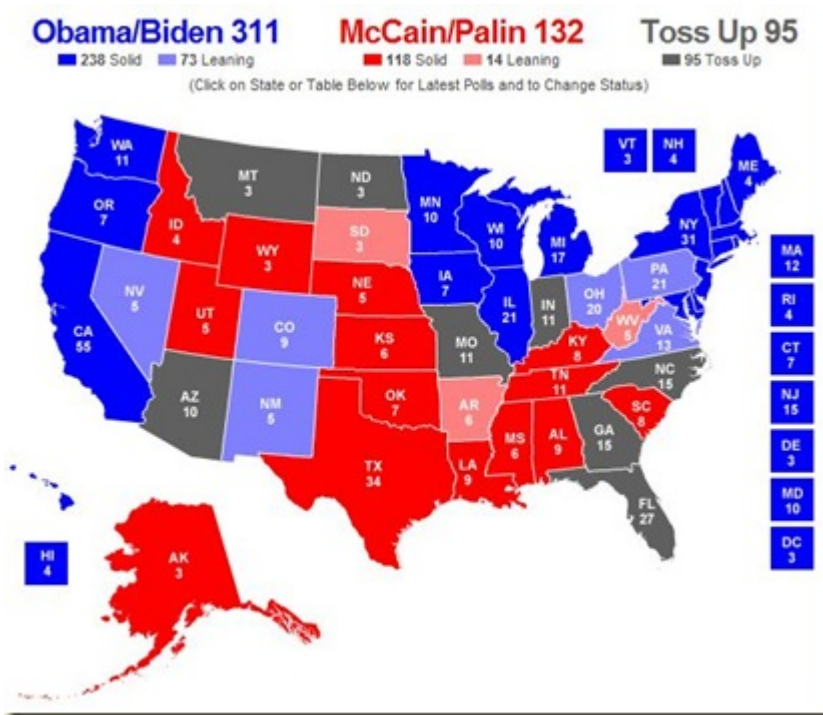 Obama/Biden 311 McCain/Palin 132 Toss Up 95
238 Solid 73 Leaning 118 Solid 14 Leaning 95 Toss Up
(Click on State or Table Below for Latest Polls and to Change Status)
WA
11
OR
7
CA
55
NV
5
ID
4
MT
3
WY
3
UT
5
CO
9
AZ
10
NM
5
ND
3
SD
3
NE
5
KS
6
OK
7
TX
34
MN
10
IA
7
MO
11
AR
6
LA
9
WI
10
IL
21
MI
17
IN
11
OH
20
KY
8
TN
11
MS
6
AL
9
GA
15
FL
27
SC
8
NC
15
VA
13
WV
5
PA
21
NY
31
ME
4
VT
3
NH
4
MA
12
RI
4
CT
7
NJ
15
DE
3
MD
10
DC
3
HI
4
AK
3